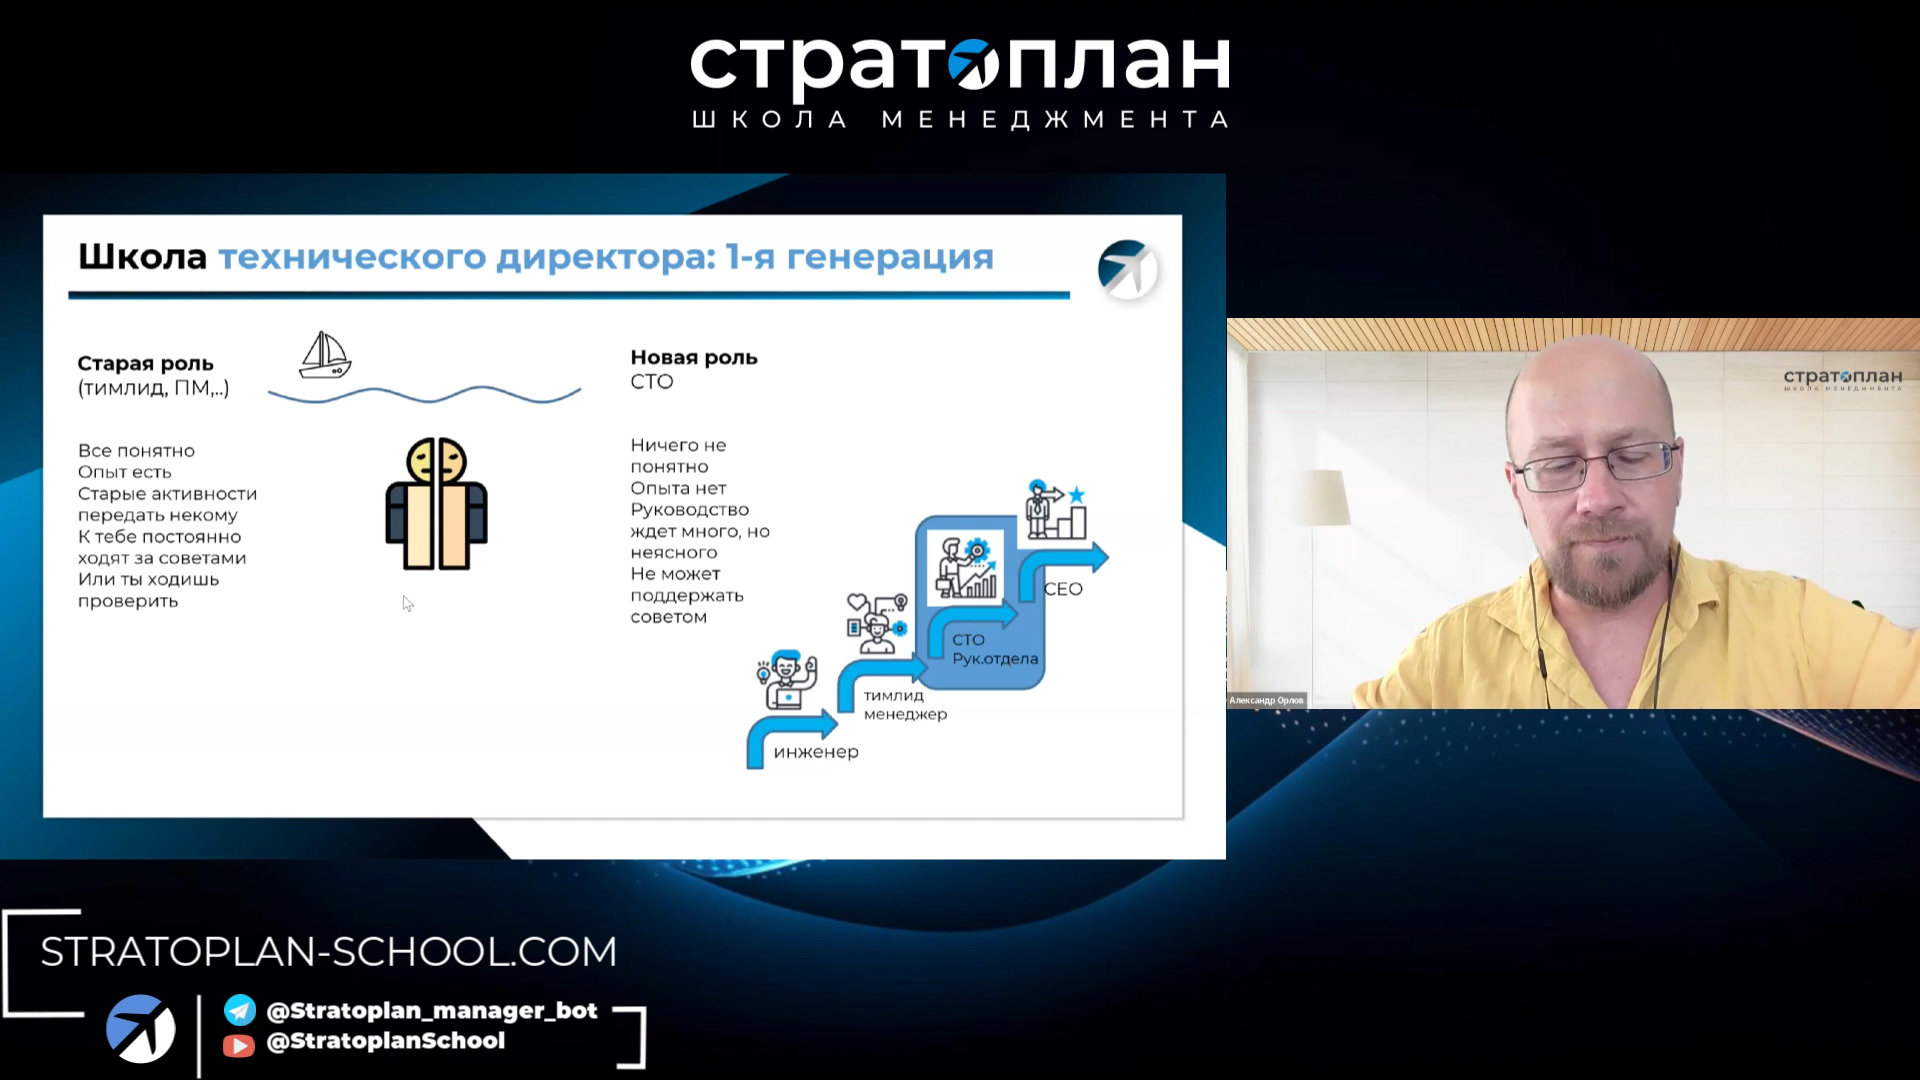 стратоплан
ШКОЛА МЕНЕДЖМЕНТА
Школа технического директора: 1-я генерация
Старая роль
(тимлид, ПМ,..)
Все понятно
Опыт есть
Старые активности
передать некому
К тебе постоянно
ходят за советами
Или ты ходишь
проверить
Новая роль
СТО
Ничего не
понятно
Опыта нет
Руководство
ждет много, но
неясного
Не может
поддержать
советом
инженер
тимлид
менеджер
СТО
Рук.отдела
СЕО
стратоплан
ШКОЛА МЕНЕДЖМЕНТА
Александр Орлов
STRATOPLAN-SCHOOL.COM
@Stratoplan_manager_bot
@StratoplanSchool